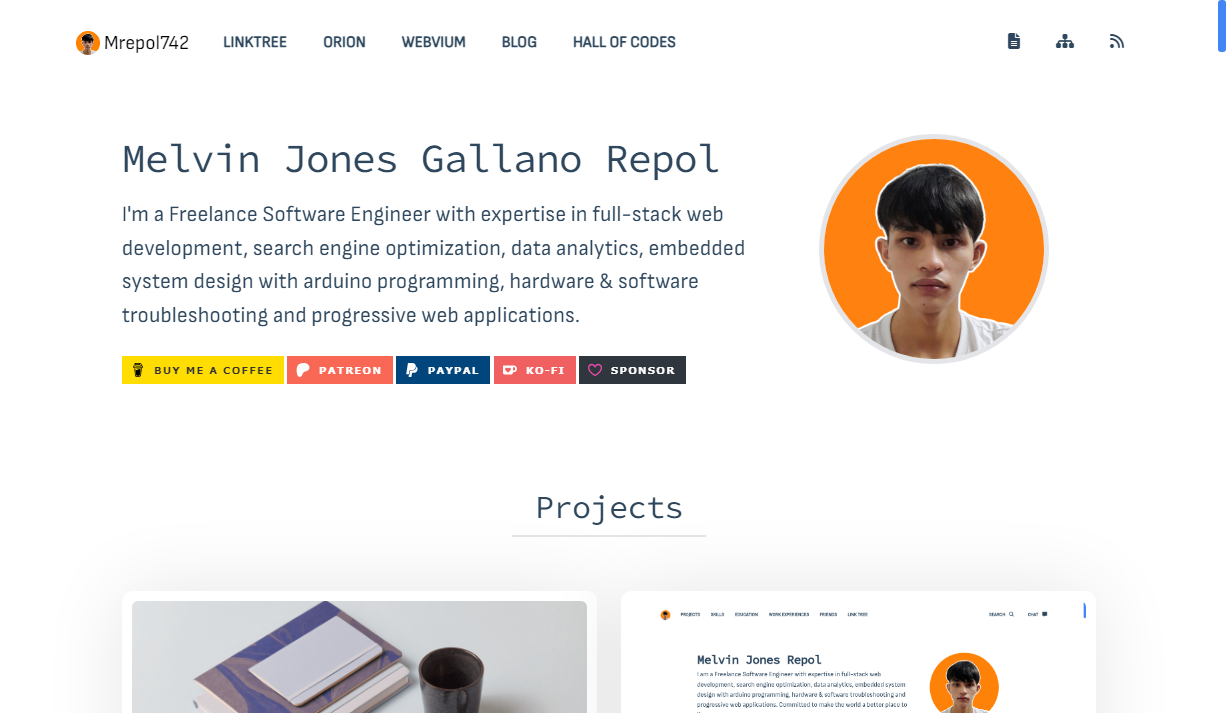 Mrepol742 LINKTREE ORION WEBVIUM BLOG HALL OF CODES
Melvin Jones Gallano Repol
I'm a Freelance Software Engineer with expertise in full-stack web
development, search engine optimization, data analytics, embedded
system design with arduino programming, hardware & software
troubleshooting and progressive web applications.
BUY ME A COFFEE PATREON PAYPAL KO-FI SPONSOR
Projects
PROJECTS SKILLS EDUCATION WORK EXPERIENCES FRIENDS LINK TREE SEARCH CHAT
Melvin Jones Repol
I am a Freelance Software Engineer with expertise in full-stack web
development, search engine optimization, data analytics, embedded system
design with arduino programming, hardware & software troubleshooting and
progressive web applications. Committed to make the world a better place to